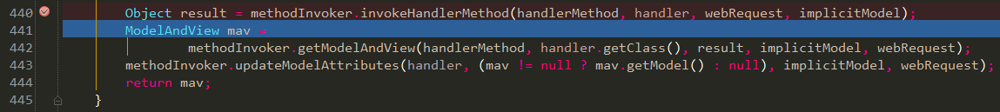 440 Object result = methodInvoker.invokeHandlerMethod(handlerMethod, handler, webRequest, implicitModel);
441 ModelAndView mav =
442 methodInvoker.getModelAndView(handlerMethod, handler.getClass(), result, implicitModel, webRequest);
443 methodInvoker.updateModelAttributes(handler, (mav != null ? mav.getModel() : null), implicitModel, webRequest);
444 return mav;
445 }